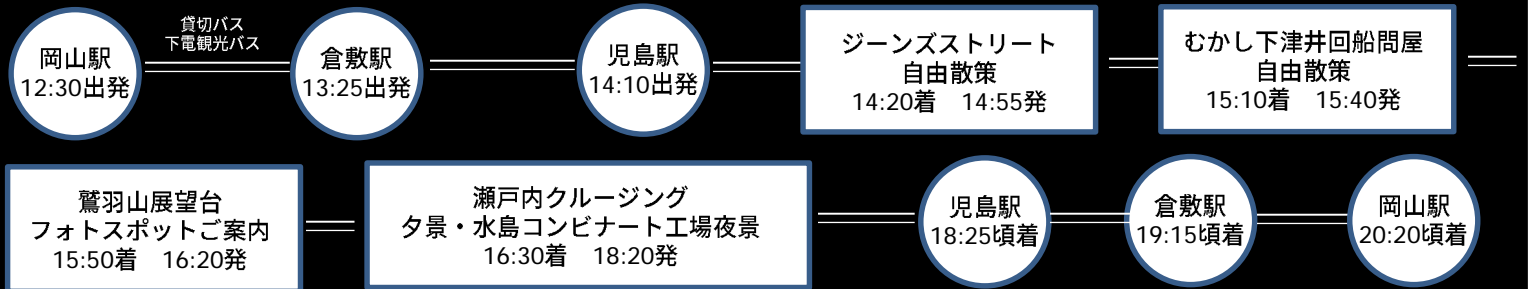 岡山駅
12:30出発
貸切バス
下電観光バス
倉敷駅
13:25出発
児島駅
14:10出発
ジーンズストリート
自由散策
14:20着　14:55発
むかし下津井回船問屋
自由散策
15:10着　15:40発
鷲羽山展望台
フォトスポットご案内
15:50着　16:20発
瀬戸内クルージング
夕景・水島コンビナート工場夜景
16:30着　18:20発
児島駅
18:25頃着
倉敷駅
19:15頃着
岡山駅
20:20頃着